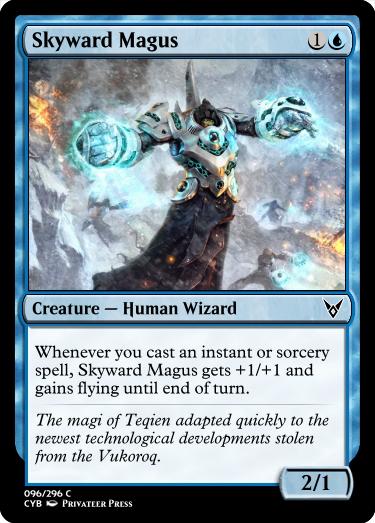 Skyward Magus 1
Creature — Human Wizard
Whenever you cast an instant or sorcery
spell, Skyward Magus gets +1/+1 and
gains flying until end of turn.
The magi of Teqien adapted quickly to the
newest technological developments stolen
from the Vukoroq.
2/1
096/296 C
CYB Privateer Press